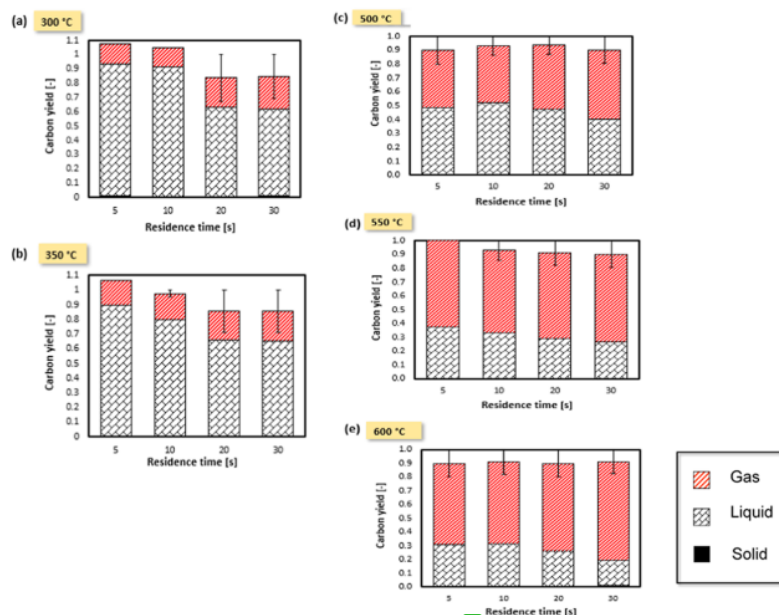 (a)
300 °C
1.1
1
0.9
0.8
0.7
0.6
0.5
0.4
0.3
0.2
0.1
0
Carbon yield [-]
5 10 20 30
Residence time [s]
(b)
350 °C
1.1
1
0.9
0.8
0.7
0.6
0.5
0.4
0.3
0.2
0.1
0
Carbon yield [-]
5 10 20 30
Residence time [s]
(c)
500 °C
1.0
0.9
0.8
0.7
0.6
0.5
0.4
0.3
0.2
0.1
0.0
Carbon yield [-]
5 10 20 30
Residence time [s]
(d)
550 °C
1.0
0.9
0.8
0.7
0.6
0.5
0.4
0.3
0.2
0.1
0.0
Carbon yield [-]
5 10 20 30
Residence time [s]
(e)
600 °C
1.0
0.9
0.8
0.7
0.6
0.5
0.4
0.3
0.2
0.1
0.0
Carbon yield [-]
5 10 20 30
Residence time [s]
Gas
Liquid
Solid